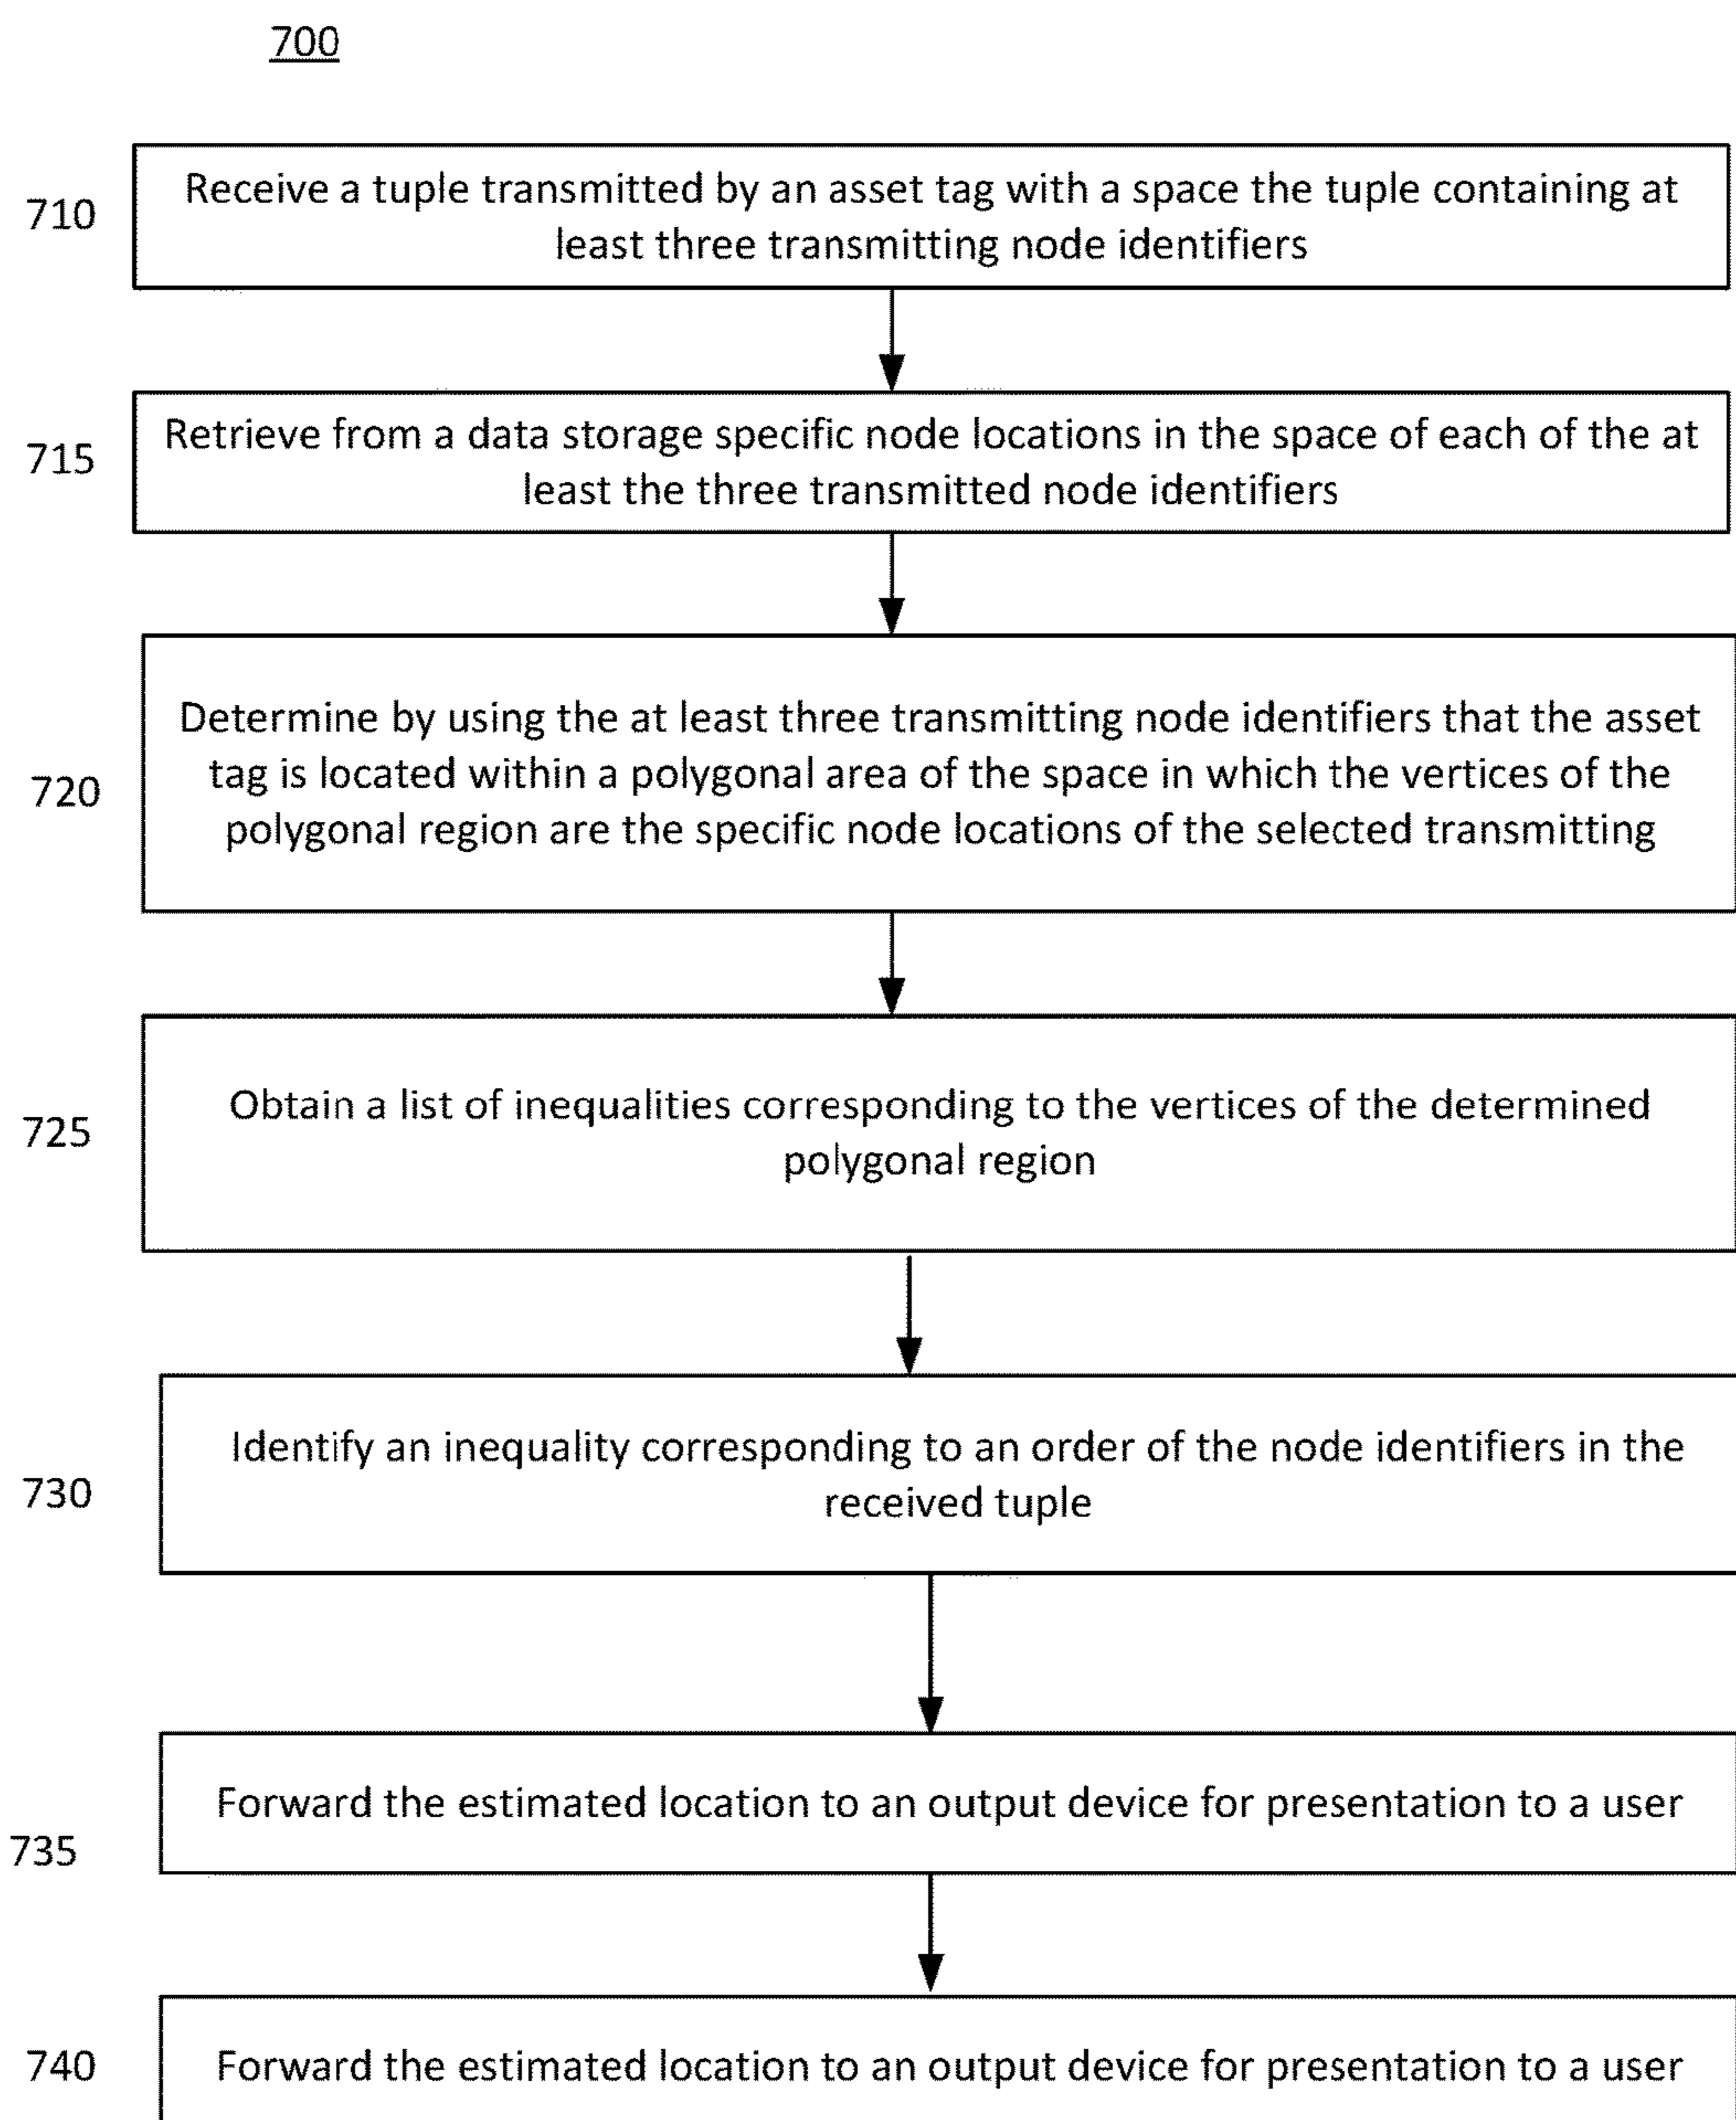 700
710
Receive a tuple transmitted by an asset tag with a space the tuple containing at
least three transmitting node identifiers
715
Retrieve from a data storage specific node locations in the space of each of the at
least the three transmitted node identifiers
720
Determine by using the at least three transmitting node identifiers that the asset
tag is located within a polygonal area of the space in which the vertices of the
polygonal region are the specific node locations of the selected transmitting
725
Obtain a list of inequalities corresponding to the vertices of the determined
polygonal region
730
Identify an inequality corresponding to an order of the node identifiers in the
received tuple
735
Forward the estimated location to an output device for presentation to a user
740
Forward the estimated location to an output device for presentation to a user